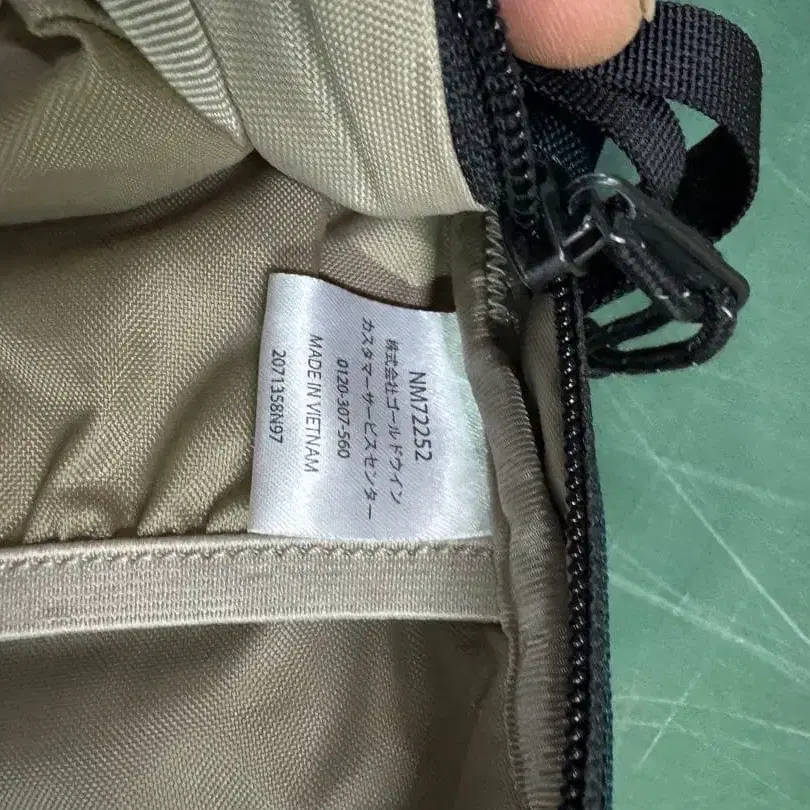 NM72252
株式会社ゴールドウイン
カスタマーサービスセンター
0120-307-560
MADE IN VIETNAM
2071358N97